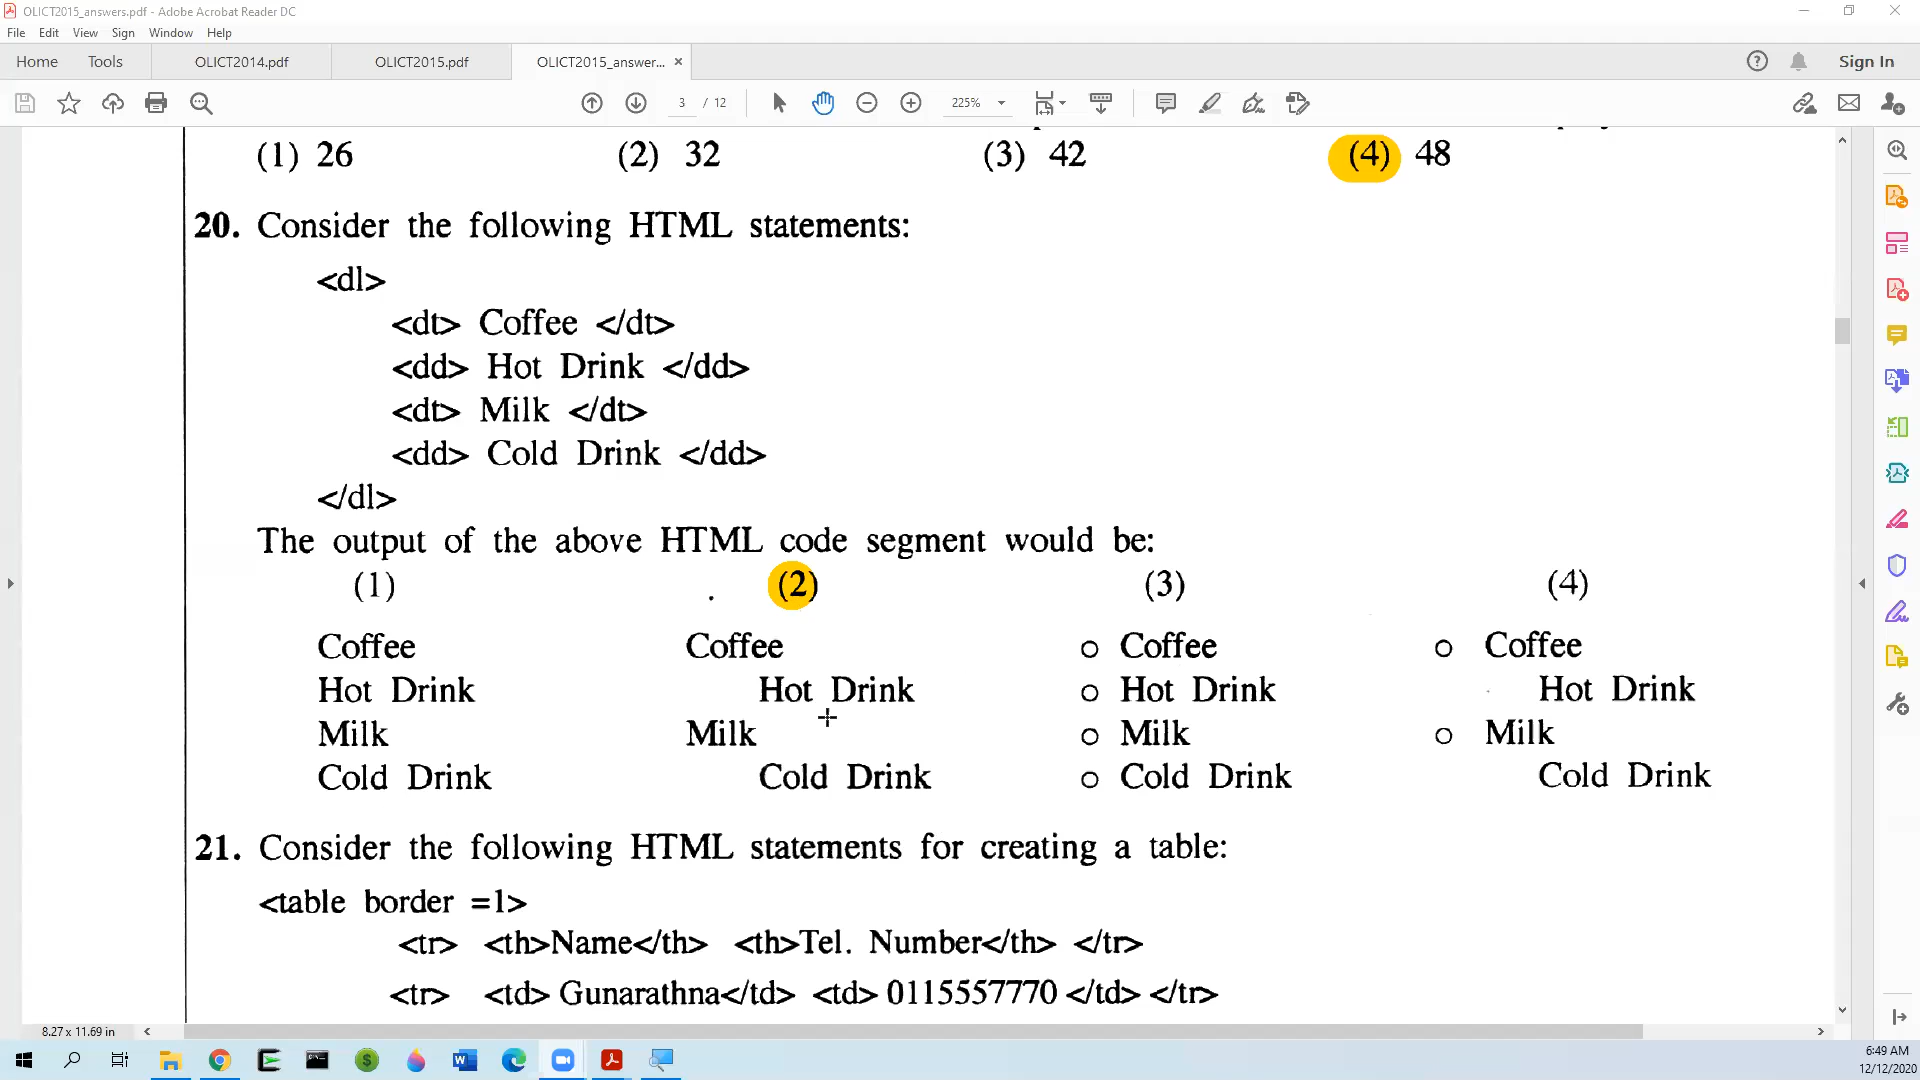 OLICT2015_answers.pdf - Adobe Acrobat Reader DC
File Edit View Sign Window Help
Home Tools OLICT2014.pdf OLICT2015.pdf OLICT2015_answer... × Sign In
3 / 12 225%
(1) 26 (2) 32 (3) 42 (4) 48
20. Consider the following HTML statements:
<dl>
<dt> Coffee </dt>
<dd> Hot Drink </dd>
<dt> Milk </dt>
<dd> Cold Drink </dd>
</dl>
The output of the above HTML code segment would be:
(1) (2) (3) (4)
Coffee Coffee o Coffee o Coffee
Hot Drink Hot Drink o Hot Drink Hot Drink
Milk Milk o Milk o Milk
Cold Drink Cold Drink o Cold Drink Cold Drink
21. Consider the following HTML statements for creating a table:
<table border =1>
<tr> <th>Name</th> <th>Tel. Number</th> </tr>
<tr> <td> Gunarathna</td> <td> 0115557770 </td> </tr>
8.27 x 11.69 in
6:49 AM
12/12/2020